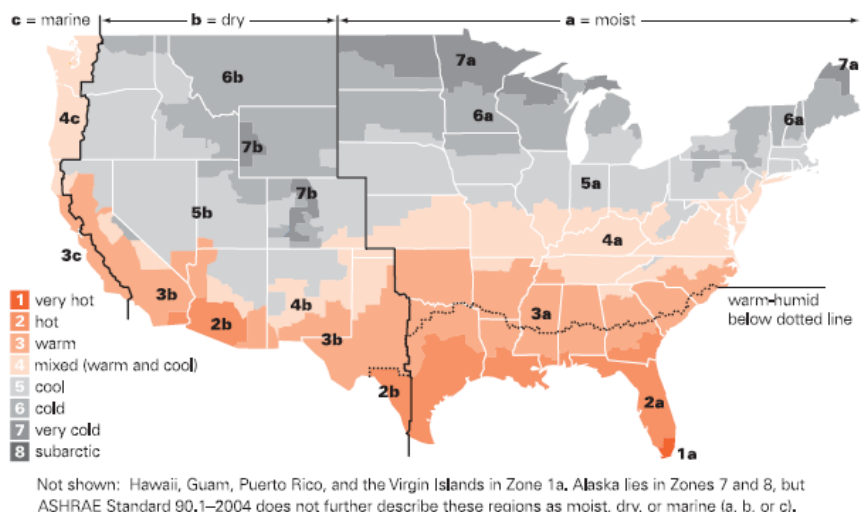 c = marine
b = dry
a = moist
7a
7a
6b
4c
6a
6a
7b
7b
5a
5b
4a
3c
3b
4b
2b
3a
3b
2b
2a
1a
warm-humid
below dotted line
1 very hot
2 hot
3 warm
4 mixed (warm and cool)
5 cool
6 cold
7 very cold
8 subarctic
Not shown: Hawaii, Guam, Puerto Rico, and the Virgin Islands in Zone 1a. Alaska lies in Zones 7 and 8, but
ASHRAE Standard 90.1–2004 does not further describe these regions as moist, dry, or marine (a, b, or c).